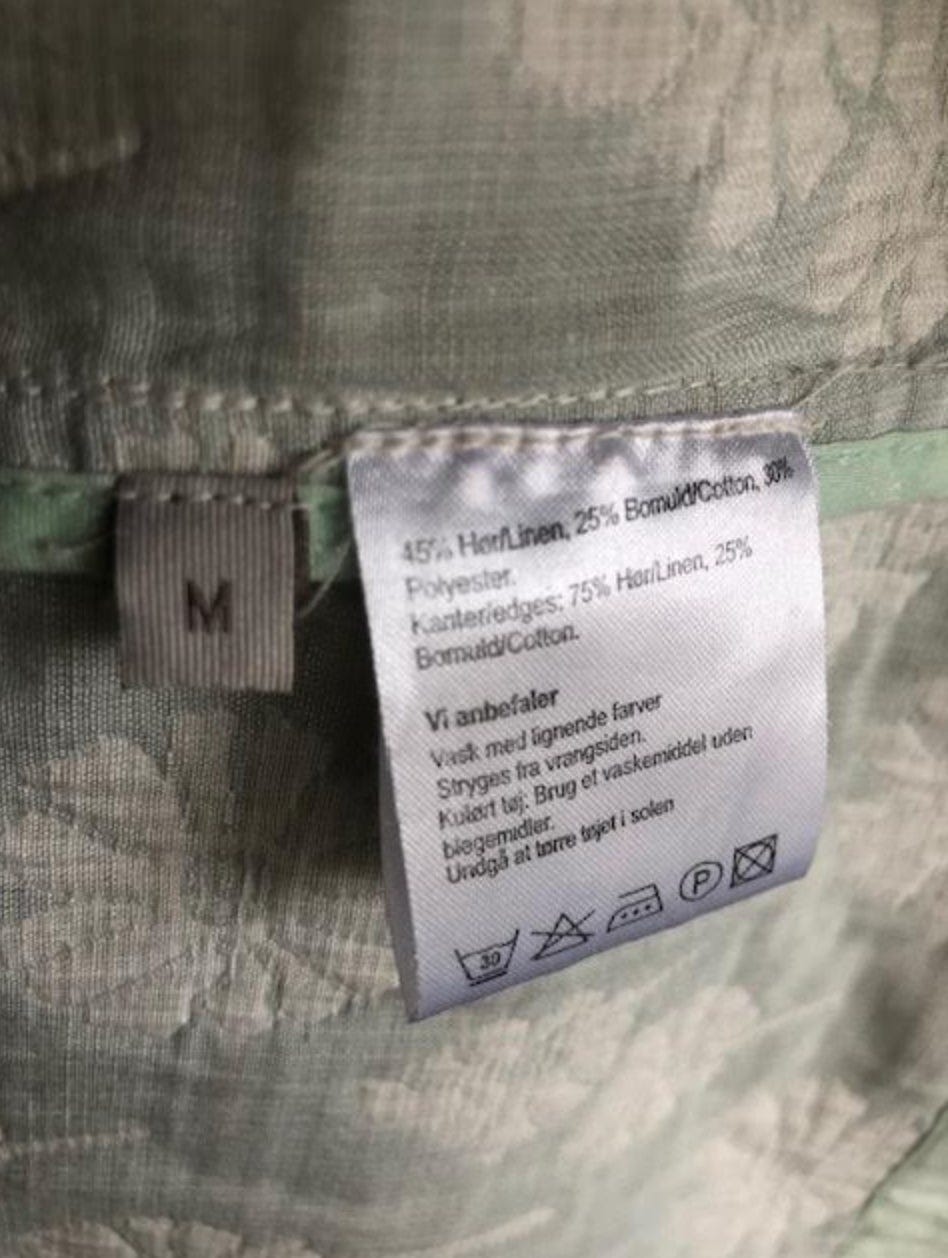 M
45% Hør/Linen, 25% Bomuld/Cotton, 30%
Polyester.
Kanter/edges: 75% Hør/Linen, 25%
Bomuld/Cotton.
Vi anbefaler
Vask med lignende farver
Stryges fra vrangsiden.
Kulørt tøj: Brug et vaskemiddel uden
blegemidler.
Undgå at tørre tøjet i solen
30
P